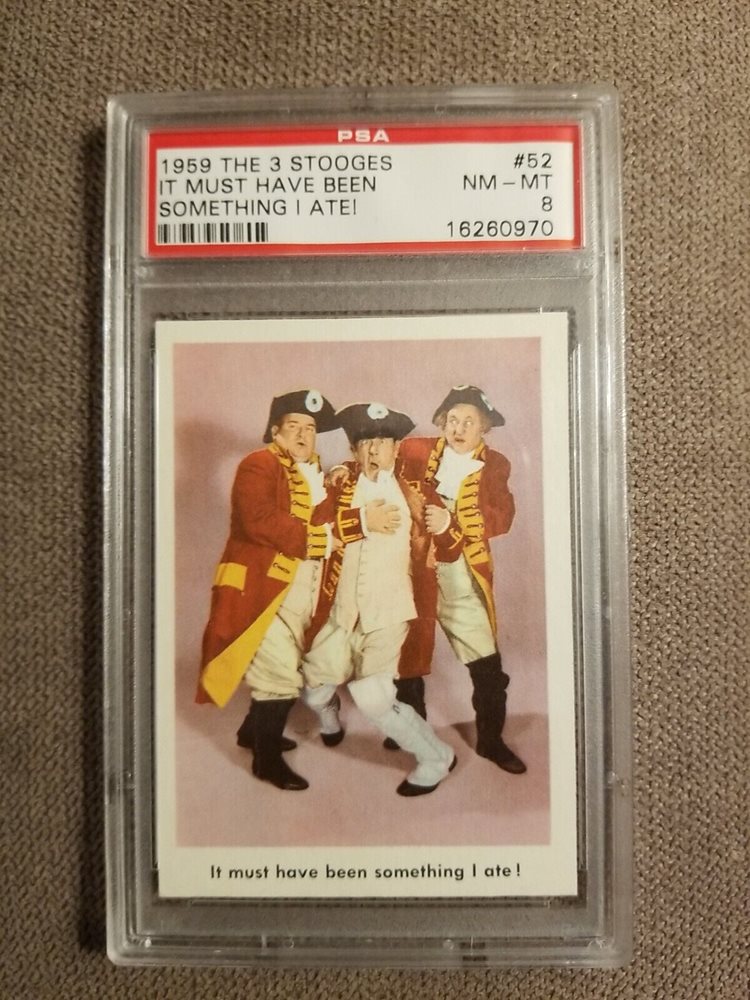 PSA
1959 THE 3 STOOGES #52
IT MUST HAVE BEEN NM-MT
SOMETHING I ATE! 8
16260970
It must have been something I ate!